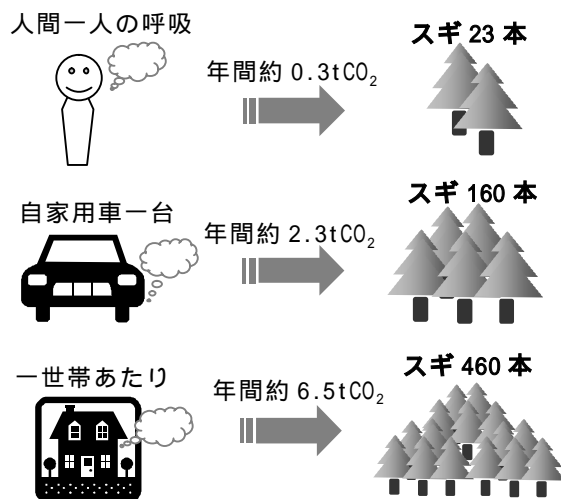 人間一人の呼吸
年間約 0.3tCO₂
スギ 23 本
自家用車一台
年間約 2.3tCO₂
スギ 160 本
一世帯あたり
年間約 6.5tCO₂
スギ 460 本